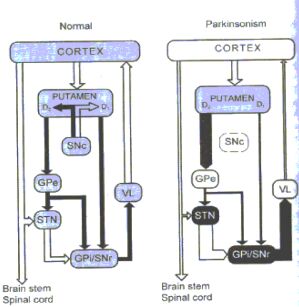 Normal
Parkinsonism
CORTEX
CORTEX
PUTAMEN
D₂
D₁
PUTAMEN
D₂
D₁
SNc
SNc
GPe
GPe
VL
VL
STN
STN
GPi/SNr
GPi/SNr
Brain stem
Spinal cord
Brain stem
Spinal cord